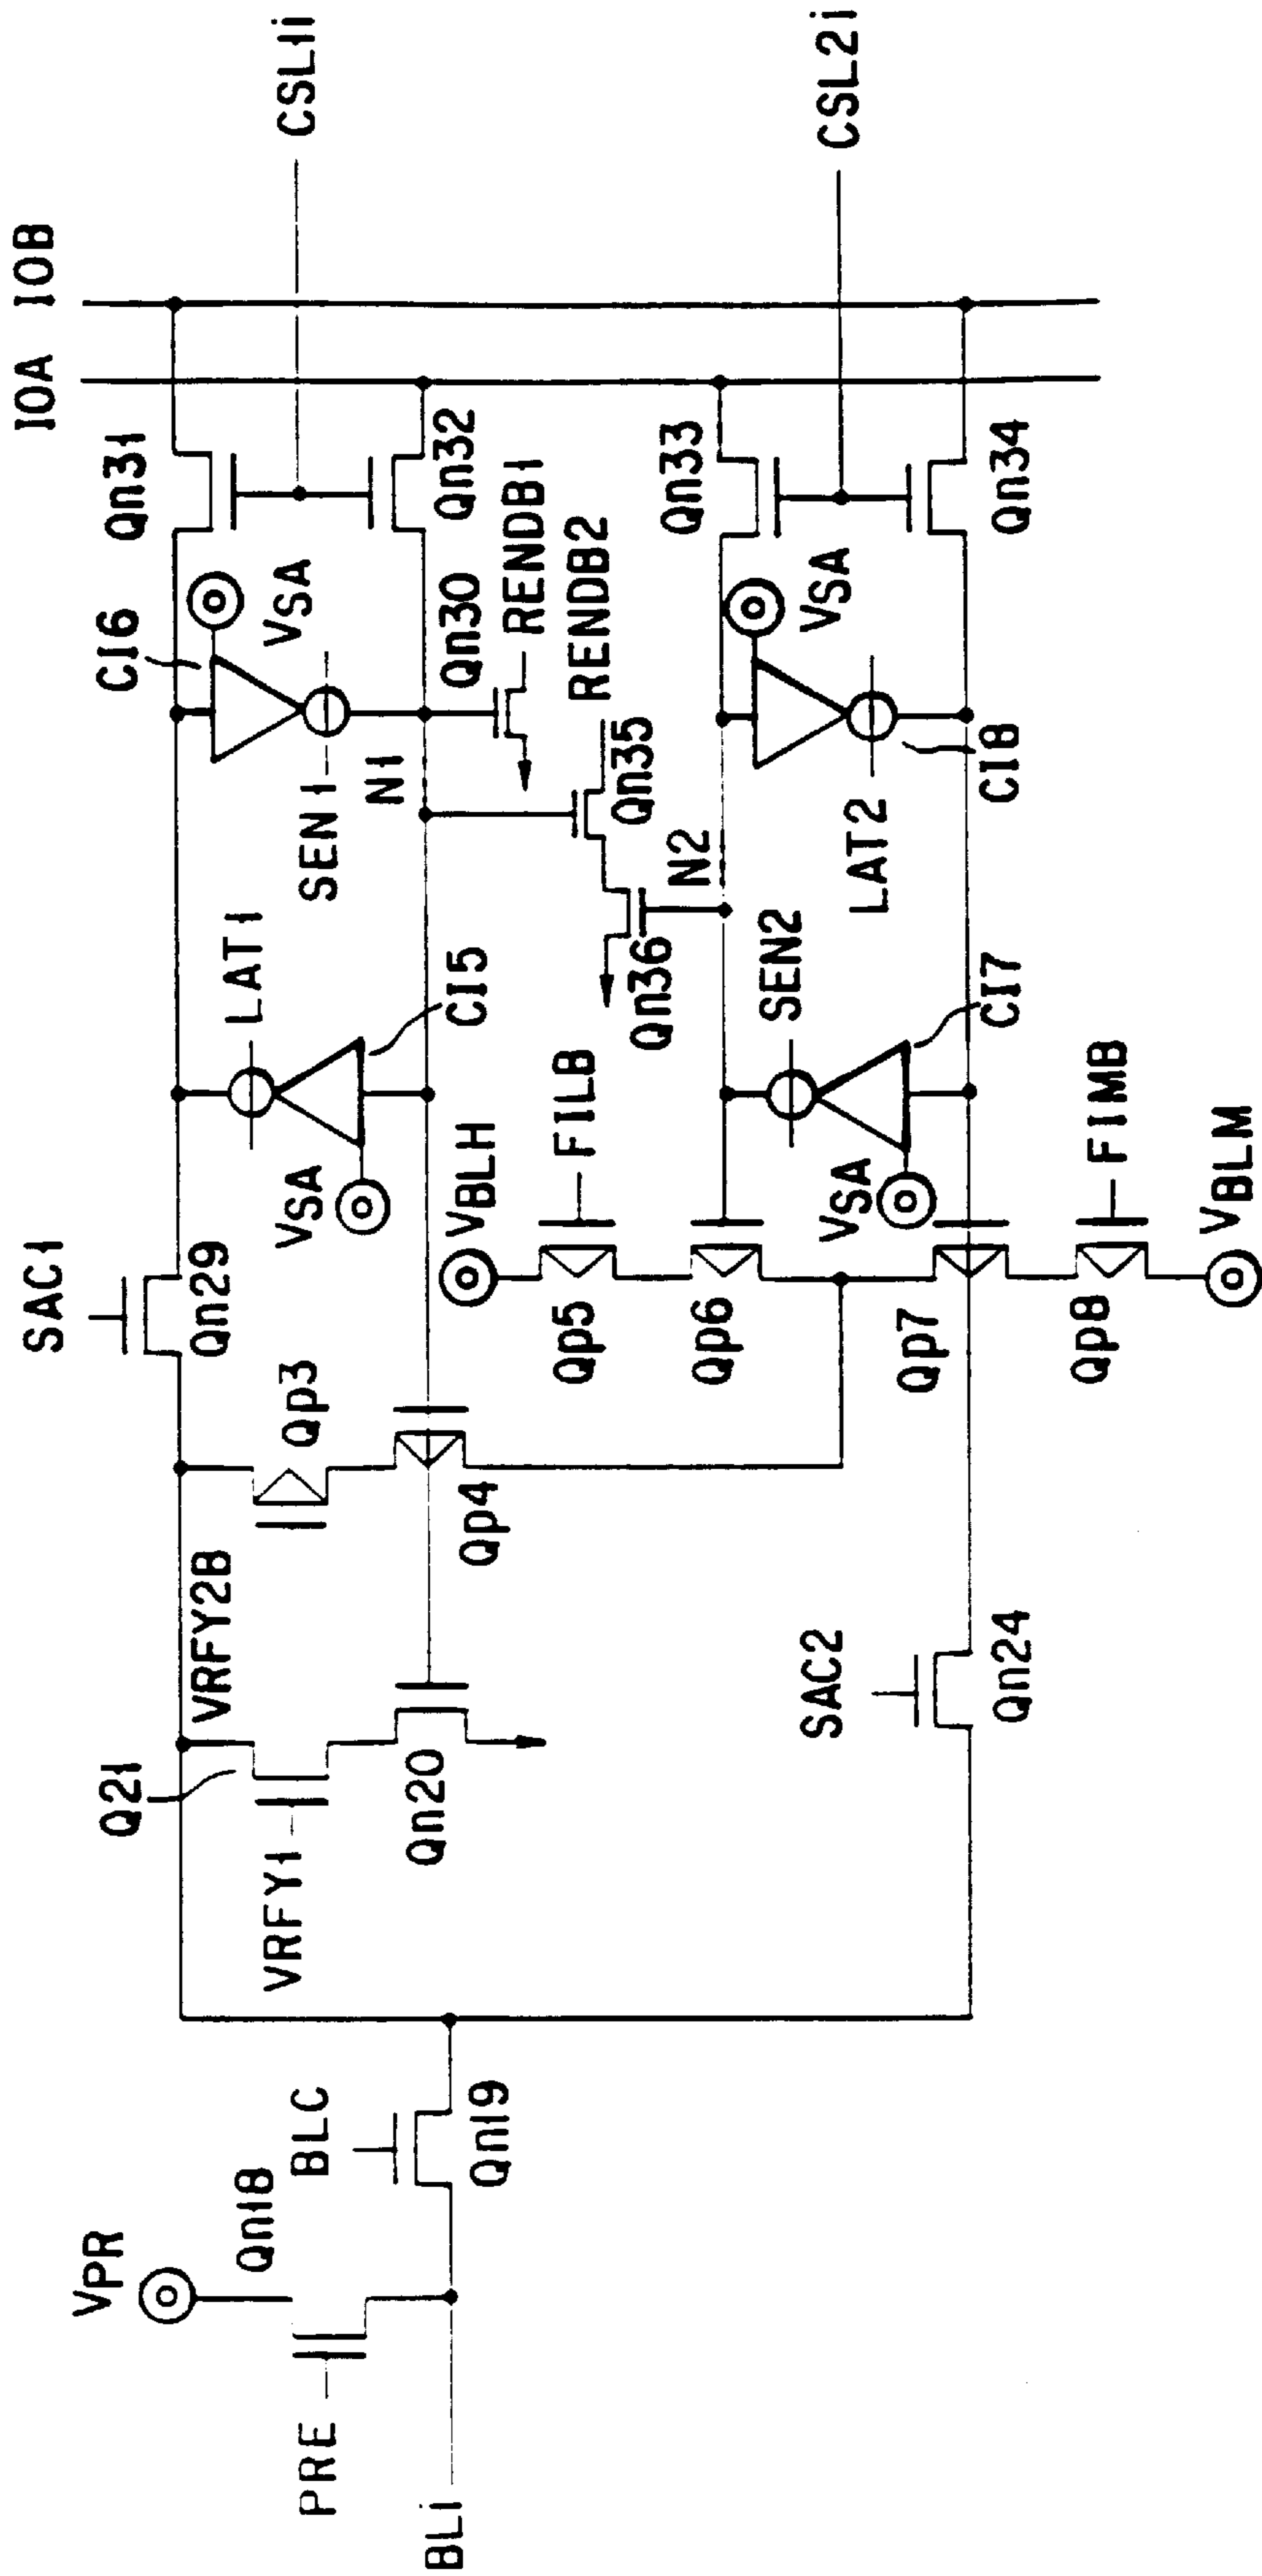 IOA IOB
CSL1i
CSL2i
Qn31
Qn32
Qn33
Qn34
CI6
VSA
SEN1
N1
Qn30
RENDB1
RENDB2
Qn35
N2
Qn36
VSA
LAT2
CI8
SAC1
Qn29
LAT1
CI5
VSA
VBLH
FILB
SEN2
CI7
VSA
FIMB
VBLM
Qp3
Qp4
Qp5
Qp6
Qp7
Qp8
VRFY2B
Q21
VRFY1
Qn20
SAC2
Qn24
VPR
Qn18
BLC
Qn19
PRE
BLi